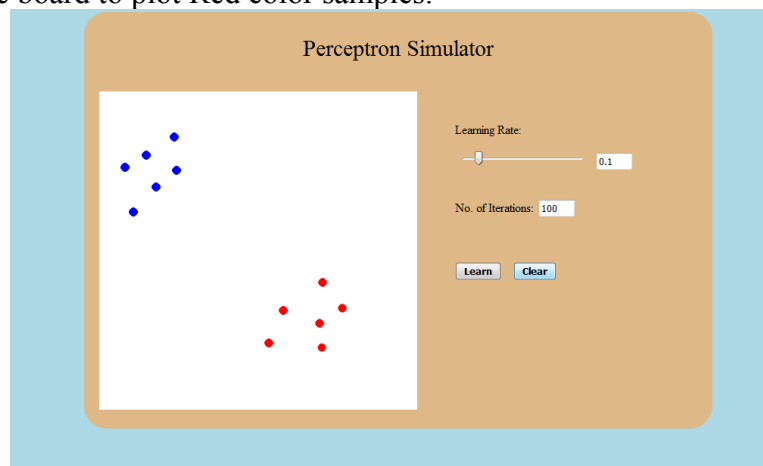 board to plot Red color samples.
Perceptron Simulator
Learning Rate:
0.1
No. of Iterations: 100
Learn Clear